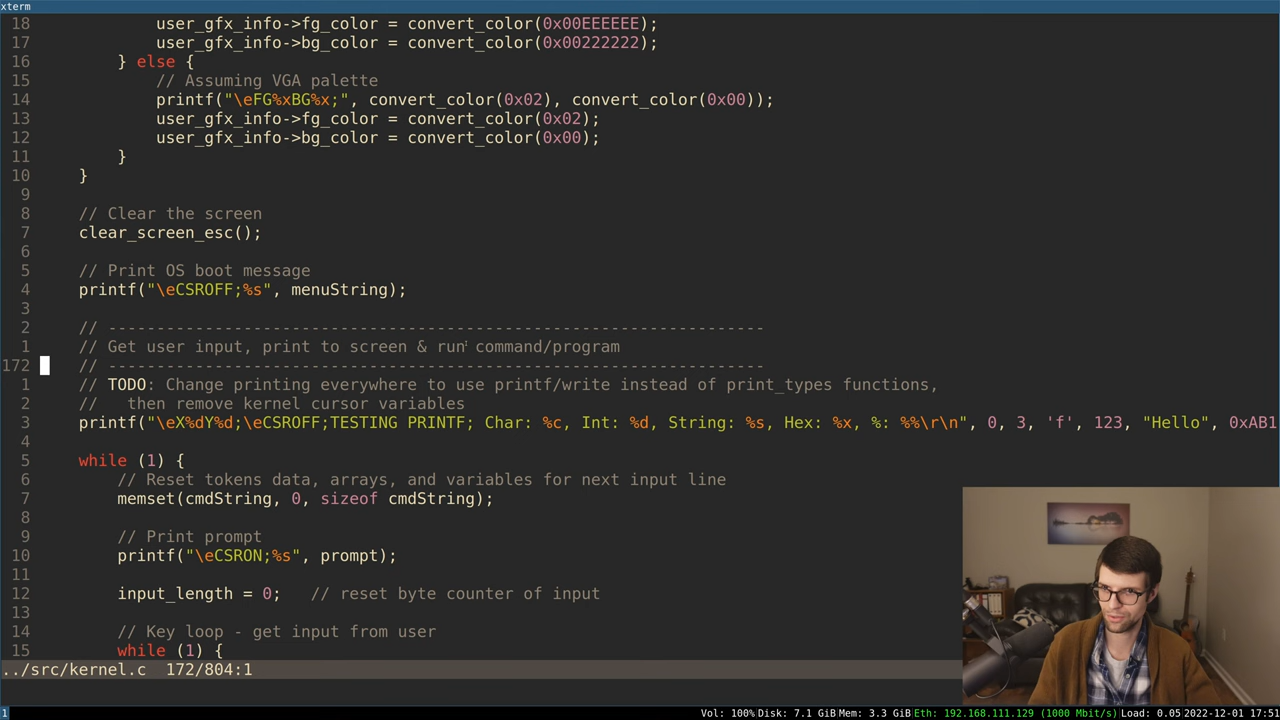 xterm
18 user_gfx_info->fg_color = convert_color(0x00EEEEEE);
17 user_gfx_info->bg_color = convert_color(0x00222222);
16 } else {
15 // Assuming VGA palette
14 printf("\eFG%xBG%x;", convert_color(0x02), convert_color(0x00));
13 user_gfx_info->fg_color = convert_color(0x02);
12 user_gfx_info->bg_color = convert_color(0x00);
11 }
10 }
9
8 // Clear the screen
7 clear_screen_esc();
6
5 // Print OS boot message
4 printf("\eCSROFF;%s", menuString);
3
2 // --------------------------------------------------------------------
1 // Get user input, print to screen & run command/program
172 // --------------------------------------------------------------------
1 // TODO: Change printing everywhere to use printf/write instead of print_types functions,
2 // then remove kernel cursor variables
3 printf("\eX%dY%d;\eCSROFF;TESTING PRINTF; Char: %c, Int: %d, String: %s, Hex: %x, %: %%\r\n", 0, 3, 'f', 123, "Hello", 0xAB1
4
5 while (1) {
6 // Reset tokens data, arrays, and variables for next input line
7 memset(cmdString, 0, sizeof cmdString);
8
9 // Print prompt
10 printf("\eCSRON;%s", prompt);
11
12 input_length = 0; // reset byte counter of input
13
14 // Key loop - get input from user
15 while (1) {
../src/kernel.c 172/804:1
1 Vol: 100% Disk: 7.1 GiB Mem: 3.3 GiB Eth: 192.168.111.129 (1000 Mbit/s) Load: 0.05 2022-12-01 17:51